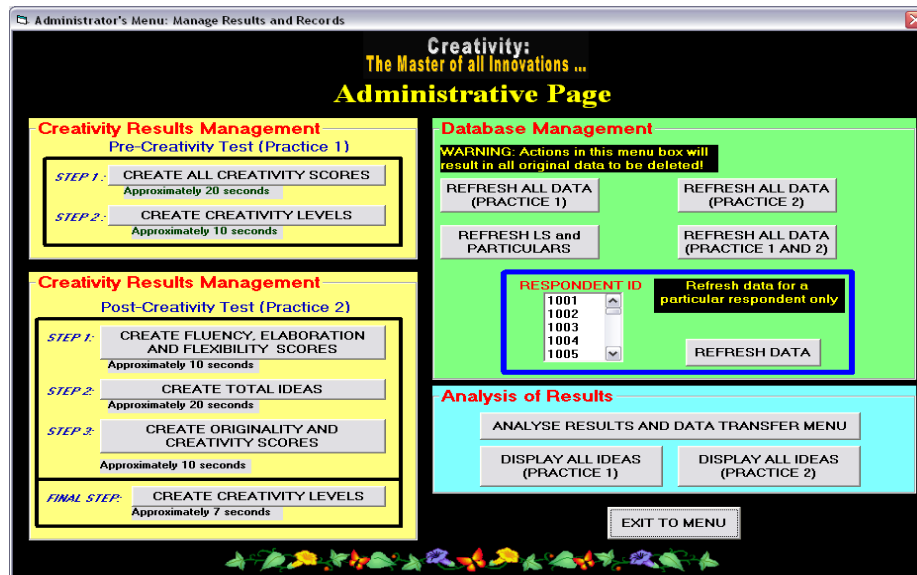 Administrator's Menu: Manage Results and Records
Creativity:
The Master of all Innovations ...
Administrative Page
Creativity Results Management
Pre-Creativity Test (Practice 1)
STEP 1:
CREATE ALL CREATIVITY SCORES
Approximately 20 seconds
STEP 2:
CREATE CREATIVITY LEVELS
Approximately 10 seconds
Creativity Results Management
Post-Creativity Test (Practice 2)
STEP 1:
CREATE FLUENCY, ELABORATION
AND FLEXIBILITY SCORES
Approximately 10 seconds
STEP 2:
CREATE TOTAL IDEAS
Approximately 20 seconds
STEP 3:
CREATE ORIGINALITY AND
CREATIVITY SCORES
Approximately 10 seconds
FINAL STEP:
CREATE CREATIVITY LEVELS
Approximately 7 seconds
Database Management
WARNING: Actions in this menu box will
result in all original data to be deleted!
REFRESH ALL DATA
(PRACTICE 1)
REFRESH ALL DATA
(PRACTICE 2)
REFRESH LS and
PARTICULARS
REFRESH ALL DATA
(PRACTICE 1 AND 2)
RESPONDENT ID
1001
1002
1003
1004
1005
Refresh data for a
particular respondent only
REFRESH DATA
Analysis of Results
ANALYSE RESULTS AND DATA TRANSFER MENU
DISPLAY ALL IDEAS
(PRACTICE 1)
DISPLAY ALL IDEAS
(PRACTICE 2)
EXIT TO MENU